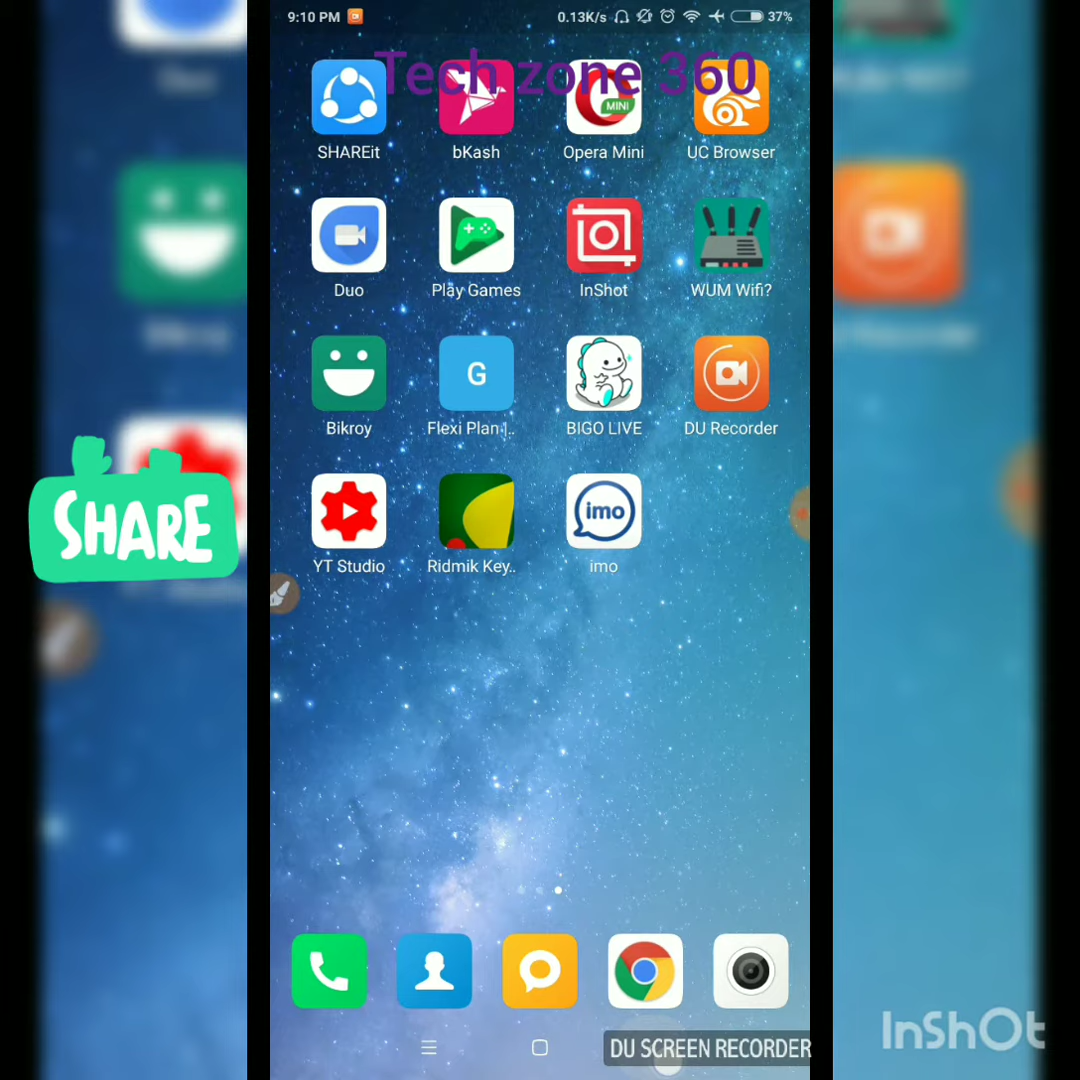 9:10 PM 0.13K/s 37%
Tech zone 360
MINI
SHAREit bKash Opera Mini UC Browser
Duo Play Games InShot WUM Wifi?
G
Bikroy Flexi Plan |.. BIGO LIVE DU Recorder
SHARE
imo
YT Studio Ridmik Key.. imo
InShOt
DU SCREEN RECORDER